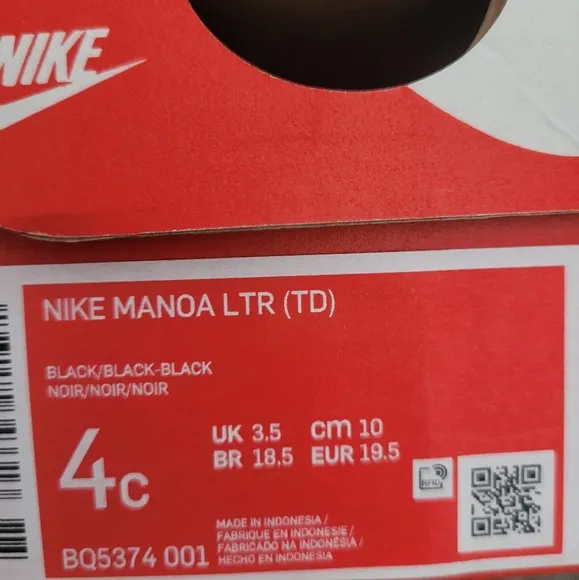 NIKE
NIKE MANOA LTR (TD)
BLACK/BLACK-BLACK
NOIR/NOIR/NOIR
4C
UK 3.5 cm 10
BR 18.5 EUR 19.5
RFID
MADE IN INDONESIA /
FABRIQUE EN INDONESIE /
FABRICADO NA INDONÉSIA /
HECHO EN INDONESIA
BQ5374 001